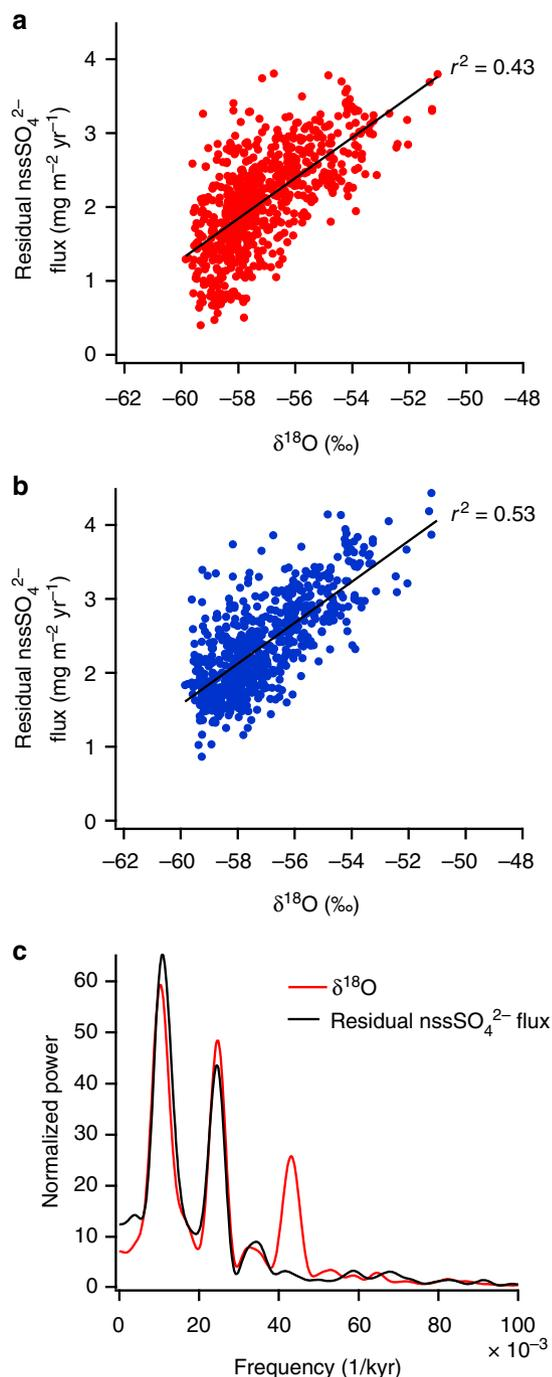 a
4
3
2
1
0
Residual nssSO₄²⁻
flux (mg m⁻² yr⁻¹)
r² = 0.43
–62 –60 –58 –56 –54 –52 –50 –48
δ¹⁸O (‰)
b
4
3
2
1
0
Residual nssSO₄²⁻
flux (mg m⁻² yr⁻¹)
r² = 0.53
–62 –60 –58 –56 –54 –52 –50 –48
δ¹⁸O (‰)
c
60
50
40
30
20
10
0
Normalized power
δ¹⁸O
Residual nssSO₄²⁻ flux
0 20 40 60 80 100
× 10⁻³
Frequency (1/kyr)